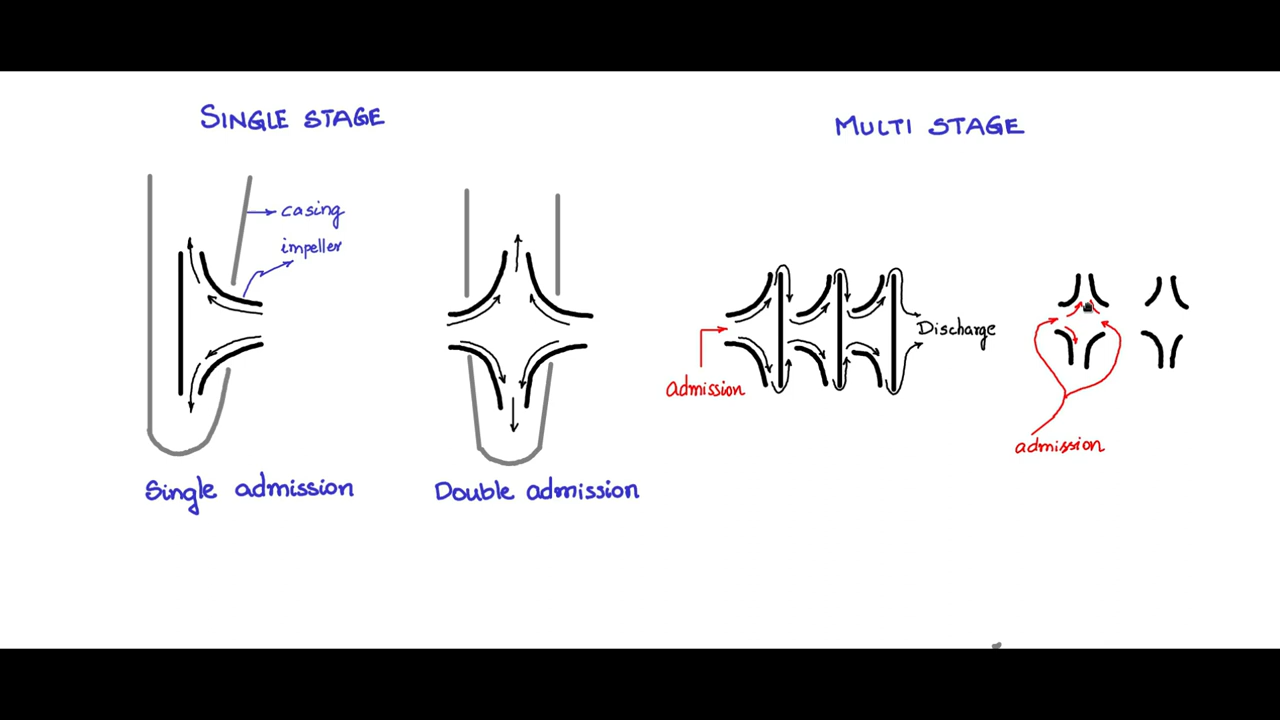 SINGLE STAGE
MULTI STAGE
casing
impeller
Discharge
admission
admission
Single admission
Double admission